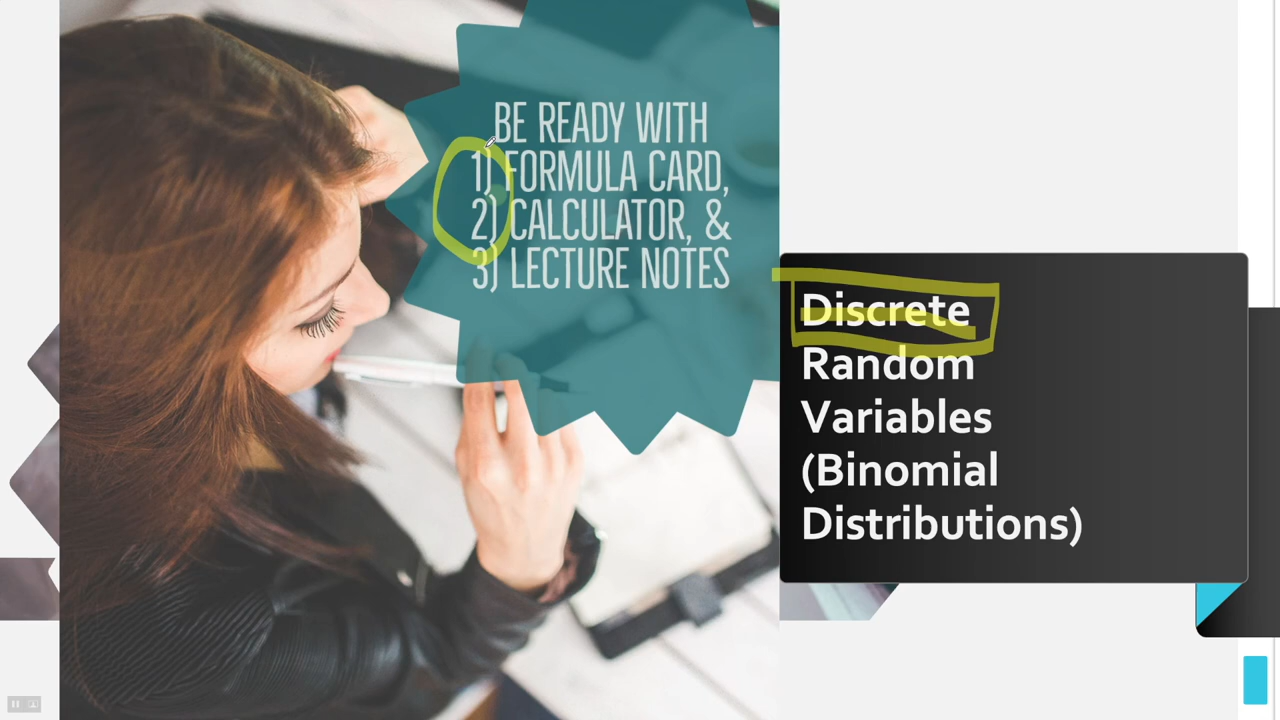 BE READY WITH
1) FORMULA CARD,
2) CALCULATOR, &
3) LECTURE NOTES
Discrete
Random
Variables
(Binomial
Distributions)